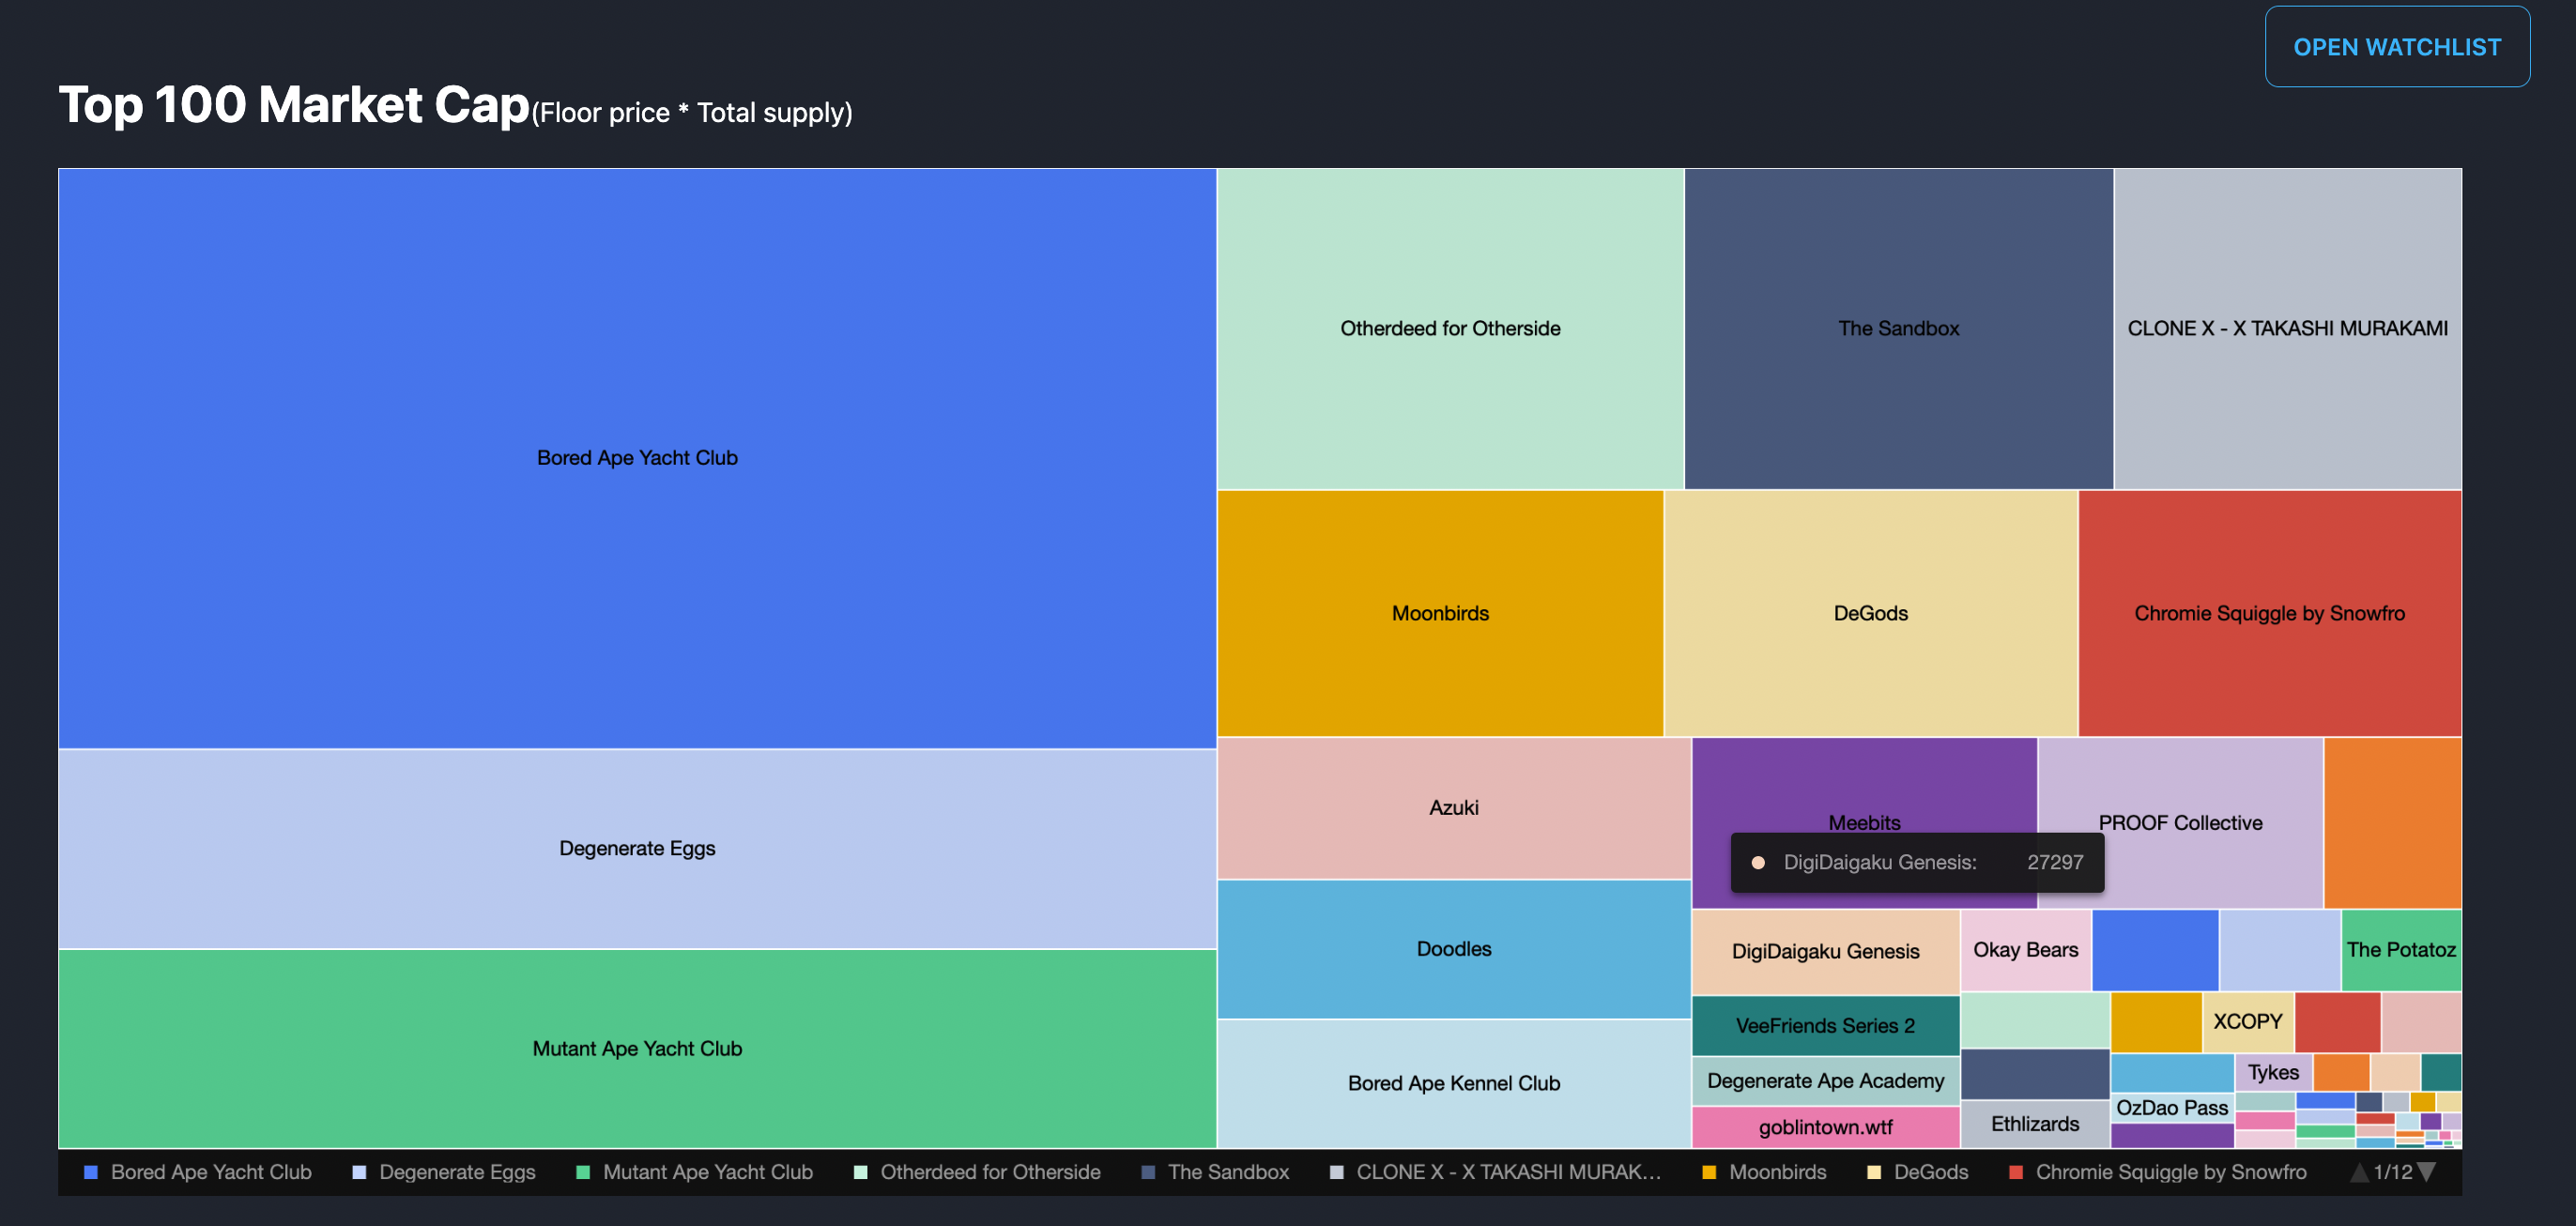 OPEN WATCHLIST
Top 100 Market Cap(Floor price * Total supply)
Bored Ape Yacht Club
Degenerate Eggs
Mutant Ape Yacht Club
Otherdeed for Otherside
The Sandbox
CLONE X - X TAKASHI MURAKAMI
Moonbirds
DeGods
Chromie Squiggle by Snowfro
Azuki
Doodles
Bored Ape Kennel Club
Meebits
PROOF Collective
DigiDaigaku Genesis: 27297
DigiDaigaku Genesis
Okay Bears
The Potatoz
VeeFriends Series 2
XCOPY
Degenerate Ape Academy
Tykes
goblintown.wtf
Ethlizards
OzDao Pass
Bored Ape Yacht Club Degenerate Eggs Mutant Ape Yacht Club Otherdeed for Otherside The Sandbox CLONE X - X TAKASHI MURAK... Moonbirds DeGods Chromie Squiggle by Snowfro 1/12